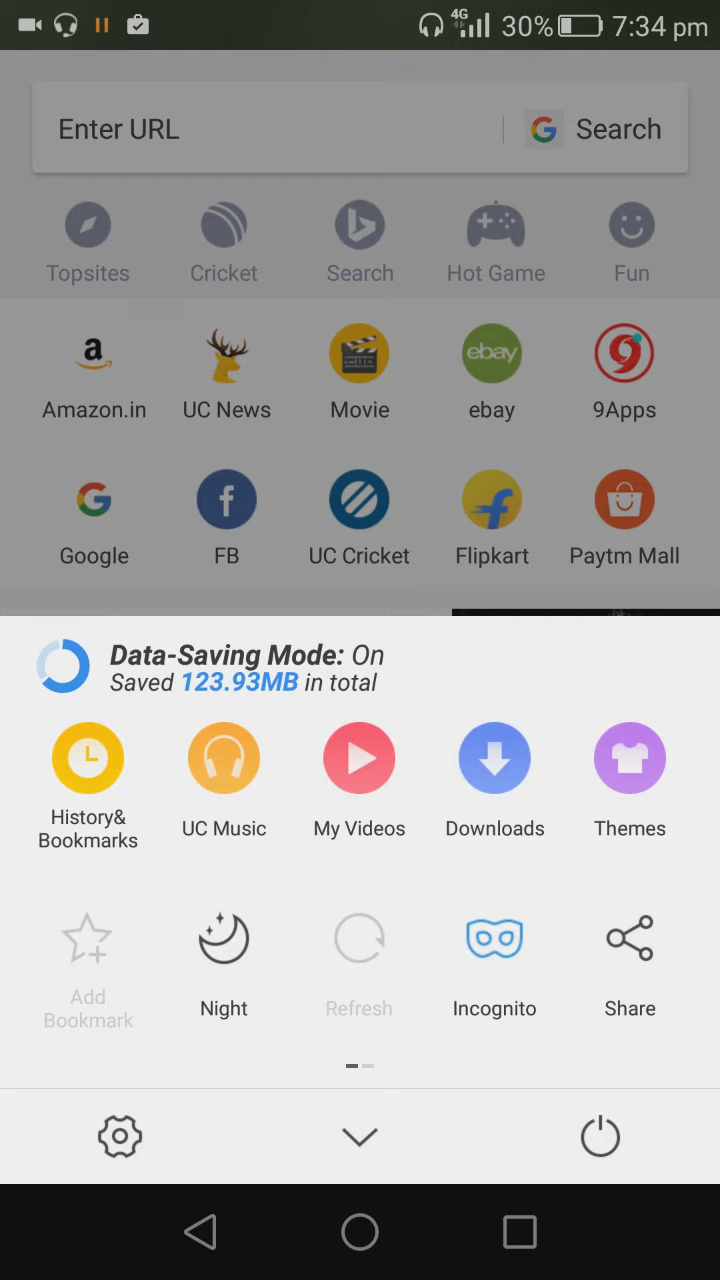 4G 30% 7:34 pm
Enter URL
G Search
Topsites Cricket Search Hot Game Fun
a ebay 9
Amazon.in UC News Movie ebay 9Apps
G f f
Google FB UC Cricket Flipkart Paytm Mall
Data-Saving Mode: On
Saved 123.93MB in total
History& Bookmarks UC Music My Videos Downloads Themes
Add Bookmark Night Refresh Incognito Share